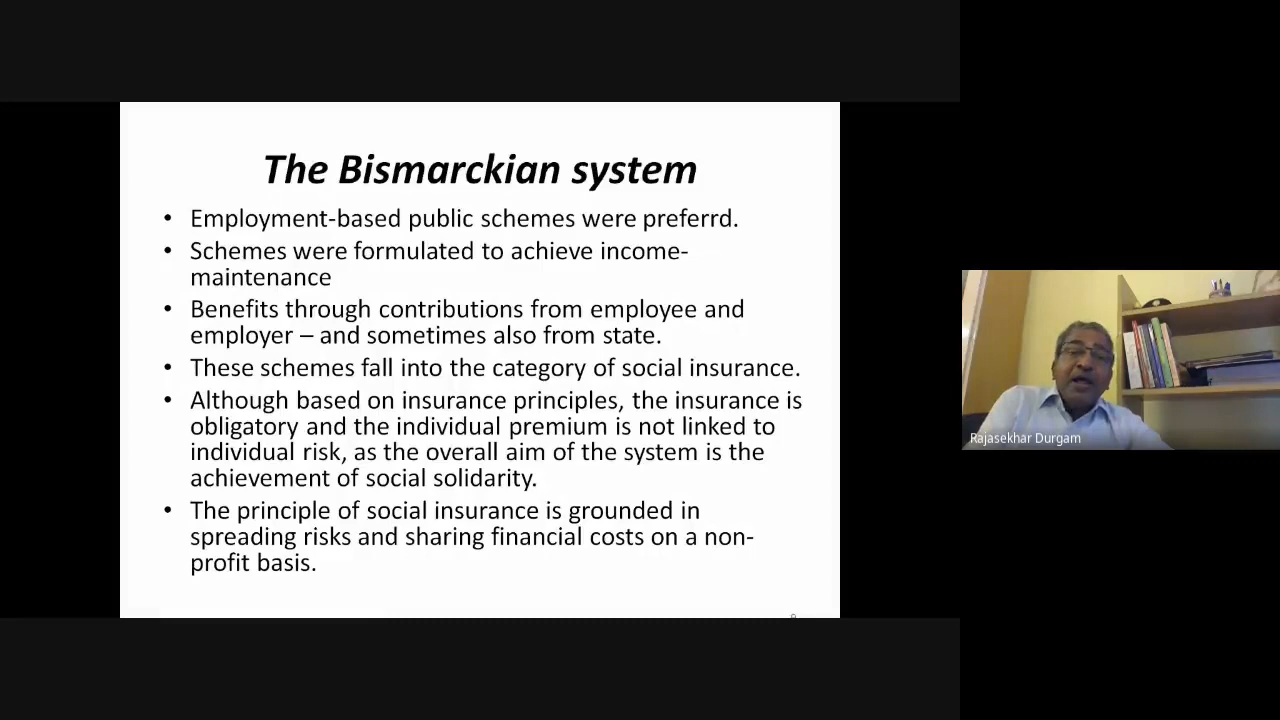 The Bismarckian system
• Employment-based public schemes were preferrd.
• Schemes were formulated to achieve income-
maintenance
• Benefits through contributions from employee and
employer – and sometimes also from state.
• These schemes fall into the category of social insurance.
• Although based on insurance principles, the insurance is
obligatory and the individual premium is not linked to
individual risk, as the overall aim of the system is the
achievement of social solidarity.
• The principle of social insurance is grounded in
spreading risks and sharing financial costs on a non-
profit basis.
Rajasekhar Durgam